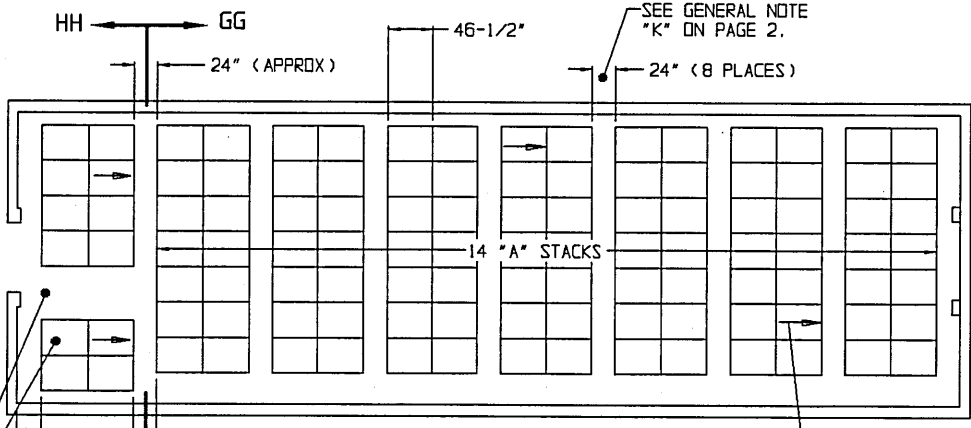 HH GG
46-1/2"
SEE GENERAL NOTE
"K" ON PAGE 2.
24" (APPROX)
24" (8 PLACES)
14 "A" STACKS